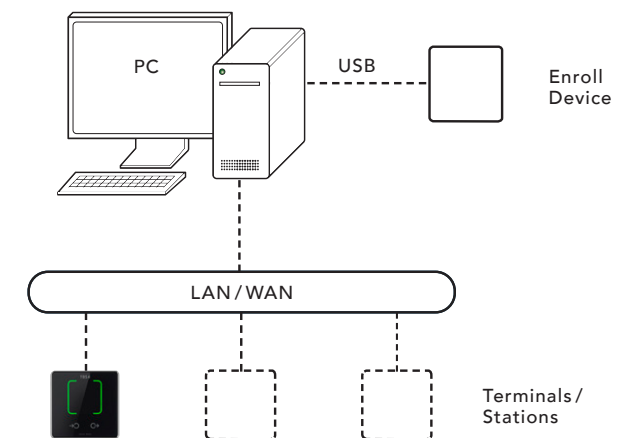 PC
USB
Enroll
Device
LAN/WAN
Terminals/
Stations